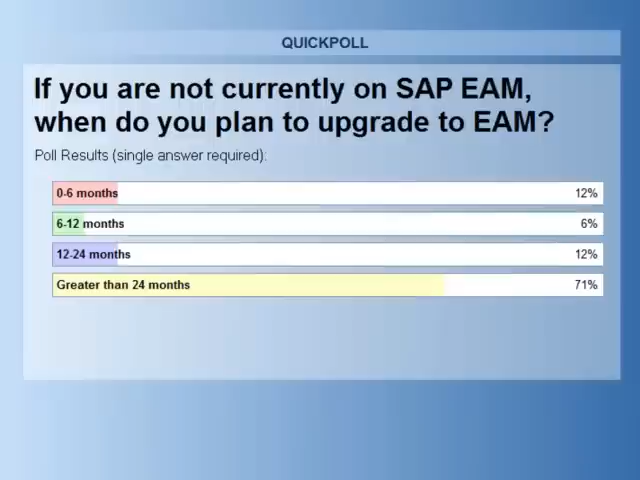 QUICKPOLL
If you are not currently on SAP EAM,
when do you plan to upgrade to EAM?
Poll Results (single answer required):
0-6 months 12%
6-12 months 6%
12-24 months 12%
Greater than 24 months 71%